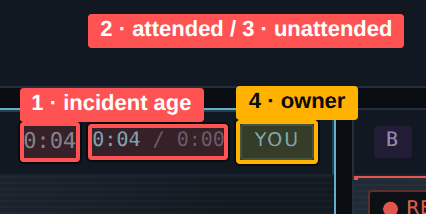 2 · attended / 3 · unattended
1 · incident age
4 · owner
0:04
0:04 / 0:00
YOU
B
RE